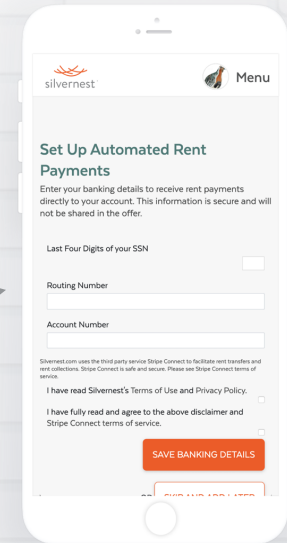 silvernest
Menu
Set Up Automated Rent
Payments
Enter your banking details to receive rent payments
directly to your account. This information is secure and will
not be shared in the offer.
Last Four Digits of your SSN
Routing Number
Account Number
Silvernest.com uses the third party service Stripe Connect to facilitate rent transfers and
rent collections. Stripe Connect is safe and secure. Please see Stripe Connect terms of
service.
I have read Silvernest's Terms of Use and Privacy Policy.
I have fully read and agree to the above disclaimer and
Stripe Connect terms of service.
SAVE BANKING DETAILS
OR SKIP AND ADD LATER